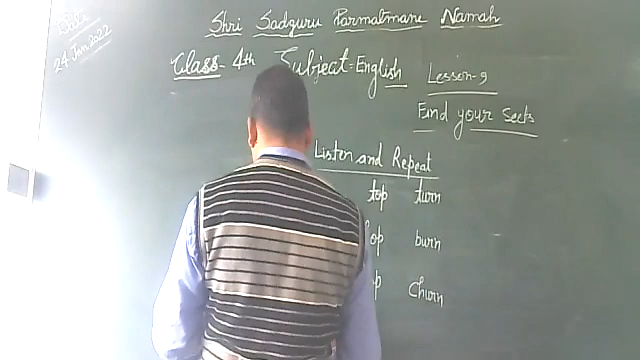 Shri Sadguru Parmatmane Namah
Date
24 Jan 2022
Class - 4th Subject - English Lesson-9
Find your seets
Listen and Repeat
top turn
burn
Churn